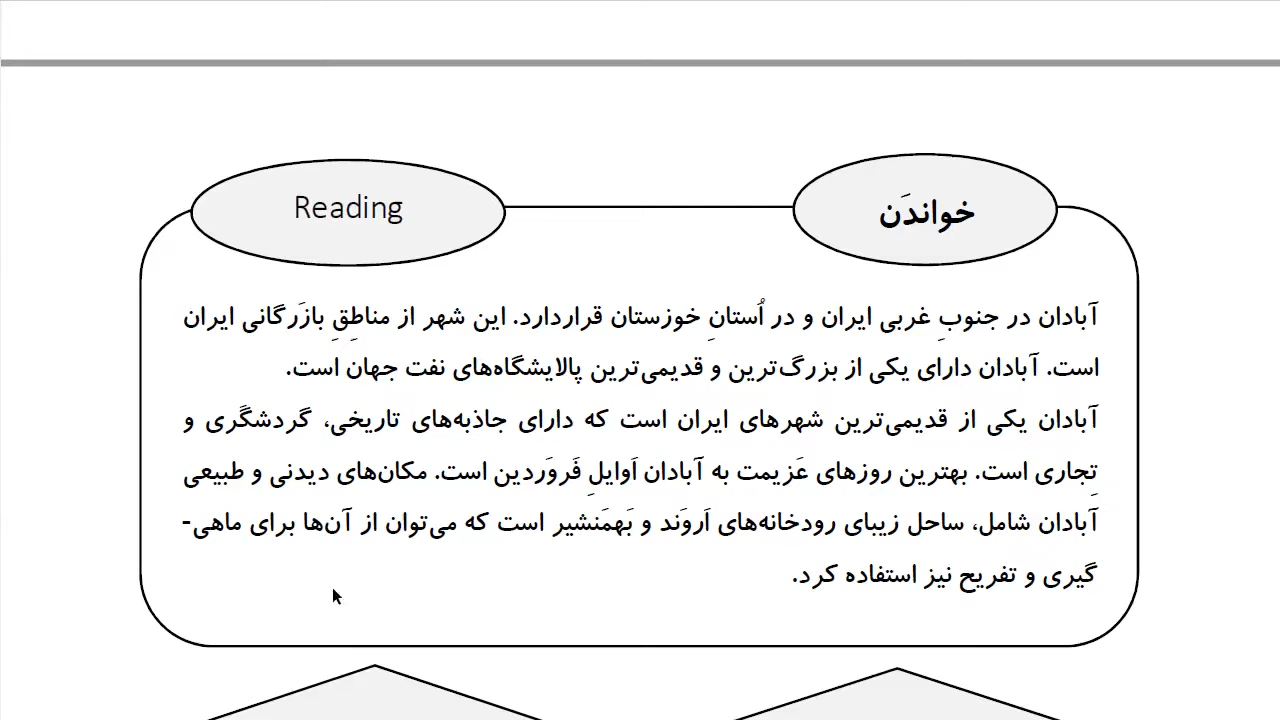 Reading
خواندَن
آبادان در جنوبِ غربی ایران و در اُستانِ خوزستان قراردارد. این شهر از مناطِقِ بازَرگانی ایران
است. آبادان دارای یکی از بزرگ‌ترین و قدیمی‌ترین پالایشگاه‌های نفت جهان است.
آبادان یکی از قدیمی‌ترین شهرهای ایران است که دارای جاذبه‌های تاریخی، گردشگَری و
تِجاری است. بهترین روزهای عَزیمت به آبادان اَوایلِ فَروَردین است. مکان‌های دیدنی و طبیعی
آبادان شامل، ساحل زیبای رودخانه‌های اَروَند و بَهمَنشیر است که می‌توان از آن‌ها برای ماهی-
گیری و تفریح نیز استفاده کرد.